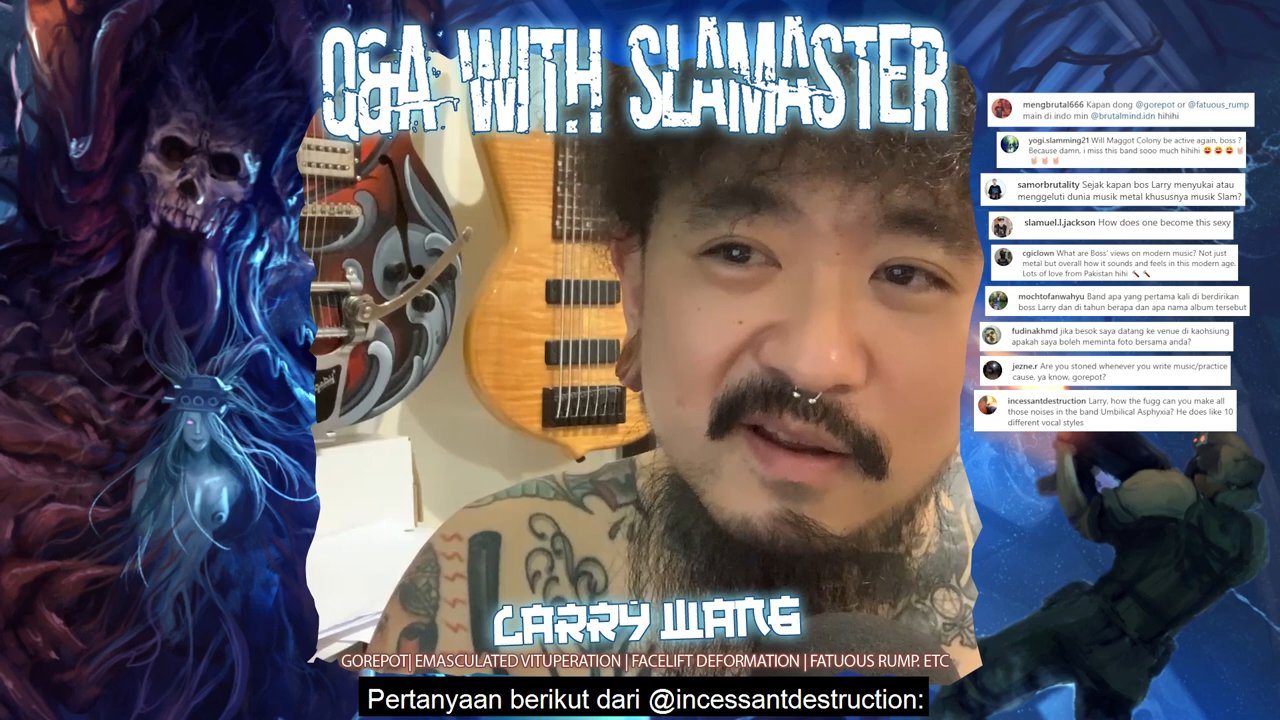 Q&A WITH SLAMASTER
mengbrutal666 Kapan dong @gorepot or @fatuous_rump
main di indo min @brutalmind.idn hihihi
yogi.slamming21 Will Maggot Colony be active again, boss ?
Because damn, i miss this band sooo much hihihi 🤩🤩🤩🤘🏻
🤘🏻🤘🏻🤘🏻
samorbrutality Sejak kapan bos Larry menyukai atau
menggeluti dunia musik metal khususnya musik Slam?
slamuel.l.jackson How does one become this sexy
cgiclown What are Boss' views on modern music? Not just
metal but overall how it sounds and feels in this modern age.
Lots of love from Pakistan hihi
mochtofanwahyu Band apa yang pertama kali di berdirikan
boss Larry dan di tahun berapa dan apa nama album tersebut
fudinakhmd jika besok saya datang ke venue di kaohsiung
apakah saya boleh meminta foto bersama anda?
jezne.r Are you stoned whenever you write music/practice
cause, ya know, gorepot?
incessantdestruction Larry, how the fugg can you make all
those noises in the band Umbilical Asphyxia? He does like 10
different vocal styles
LARRY WANG
GOREPOT| EMASCULATED VITUPERATION | FACELIFT DEFORMATION | FATUOUS RUMP. ETC
Pertanyaan berikut dari @incessantdestruction: